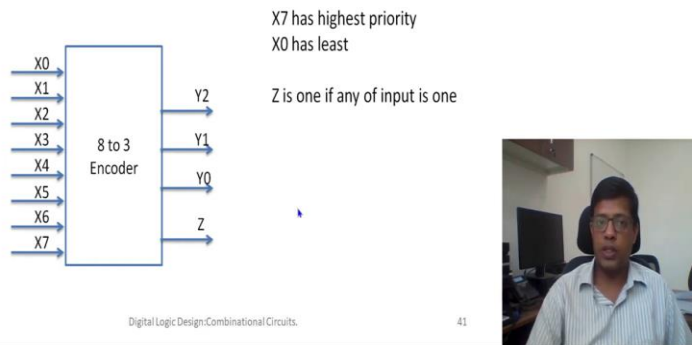 X7 has highest priority
X0 has least
Z is one if any of input is one
X0
X1
X2
X3
X4
X5
X6
X7
8 to 3
Encoder
Y2
Y1
Y0
Z
Digital Logic Design:Combinational Circuits.
41